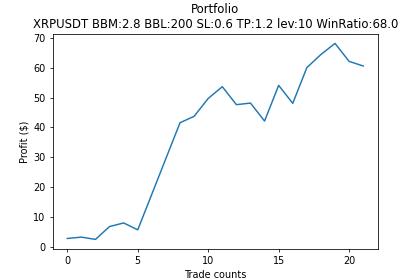 Portfolio
XRPUSDT BBM:2.8 BBL:200 SL:0.6 TP:1.2 lev:10 WinRatio:68.0
70
60
50
40
30
20
10
0
Profit ($)
0 5 10 15 20
Trade counts